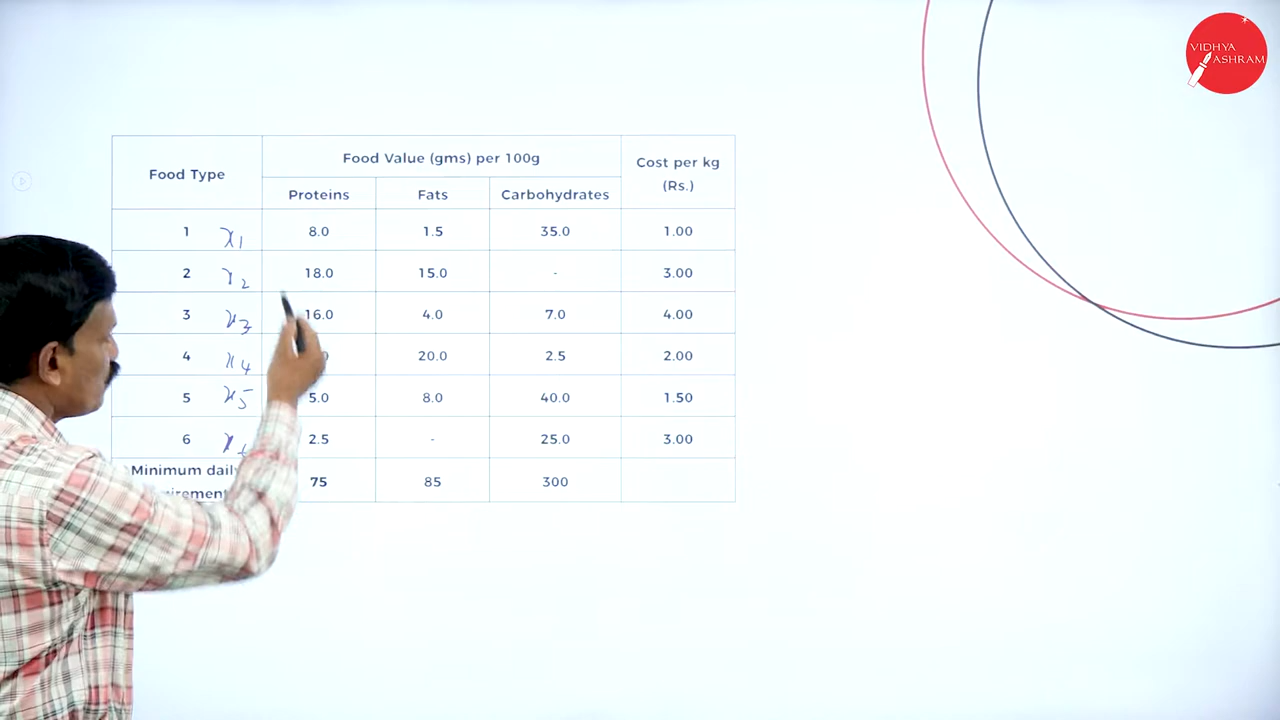 VIDHYA
ASHRAM
Food Type Food Value (gms) per 100g Cost per kg (Rs.)
Proteins Fats Carbohydrates
1 x1 8.0 1.5 35.0 1.00
2 x2 18.0 15.0 - 3.00
3 x3 16.0 4.0 7.0 4.00
4 x4 20.0 2.5 2.00
5 x5 5.0 8.0 40.0 1.50
6 2.5 - 25.0 3.00
Minimum 75 85 300